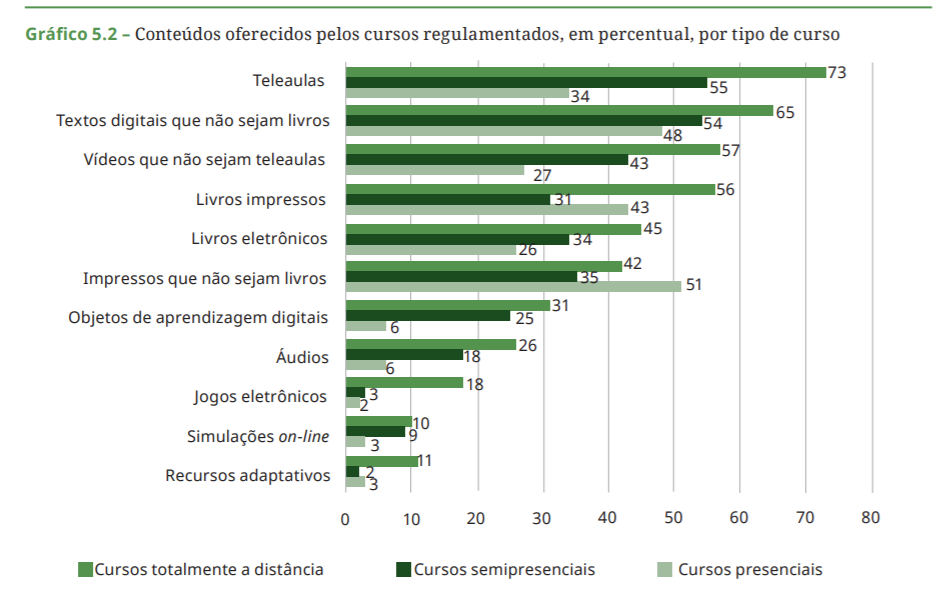 Gráfico 5.2 – Conteúdos oferecidos pelos cursos regulamentados, em percentual, por tipo de curso
Teleaulas
73
55
34
Textos digitais que não sejam livros
65
54
48
Vídeos que não sejam teleaulas
57
43
27
Livros impressos
56
31
43
Livros eletrônicos
45
34
26
Impressos que não sejam livros
42
35
51
Objetos de aprendizagem digitais
31
25
6
Áudios
26
18
6
Jogos eletrônicos
18
3
2
Simulações on-line
10
9
3
Recursos adaptativos
11
2
3
0 10 20 30 40 50 60 70 80
Cursos totalmente a distância Cursos semipresenciais Cursos presenciais